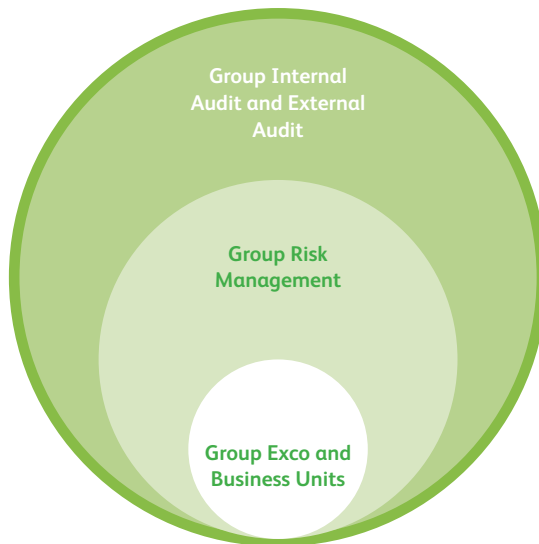 Group Internal
Audit and External
Audit
Group Risk
Management
Group Exco and
Business Units